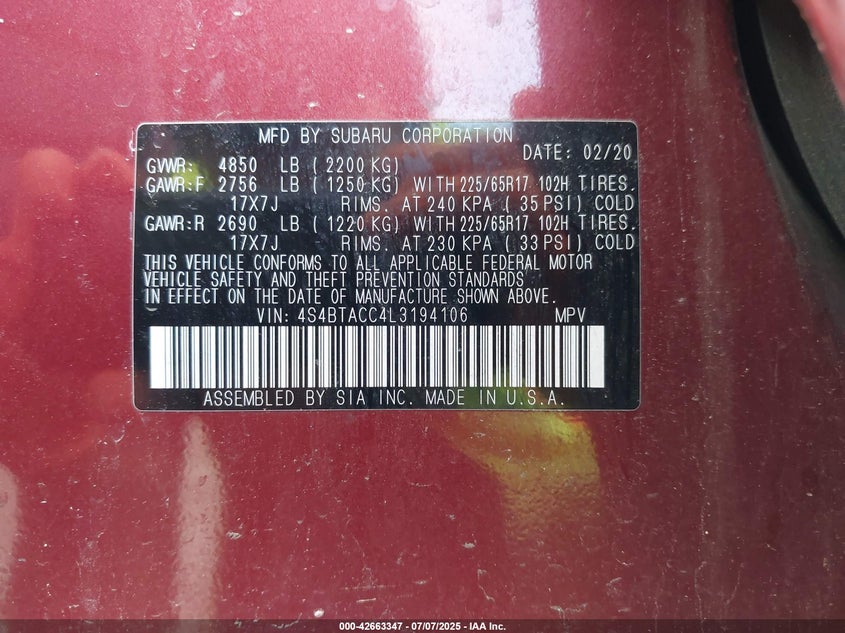 MFD BY SUBARU CORPORATION
DATE: 02/20
GVWR: 4850 LB (2200 KG)
GAWR:F 2756 LB (1250 KG) WITH 225/65R17 102H TIRES.
17X7J RIMS. AT 240 KPA (35 PSI) COLD
GAWR:R 2690 LB (1220 KG) WITH 225/65R17 102H TIRES.
17X7J RIMS. AT 230 KPA (33 PSI) COLD
THIS VEHICLE CONFORMS TO ALL APPLICABLE FEDERAL MOTOR
VEHICLE SAFETY AND THEFT PREVENTION STANDARDS
IN EFFECT ON THE DATE OF MANUFACTURE SHOWN ABOVE.
VIN: 4S4BTACC4L3194106 MPV
ASSEMBLED BY SIA INC. MADE IN U.S.A.
000-42663347 - 07/07/2025 - IAA Inc.